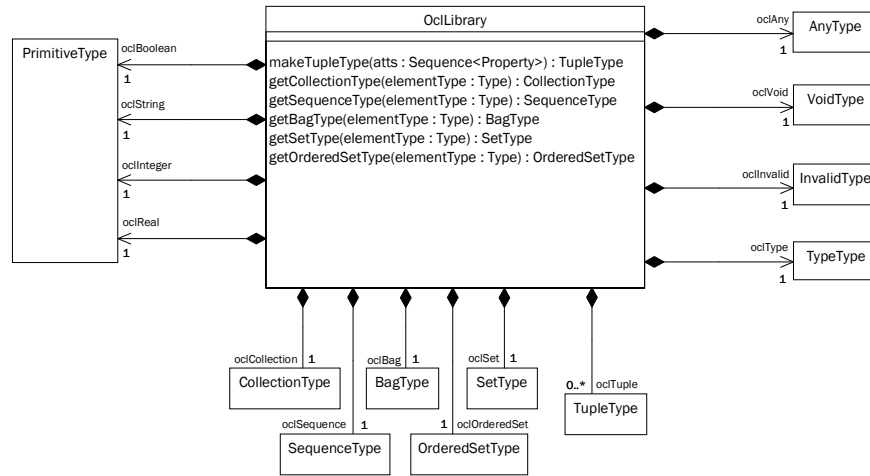 OclLibrary
makeTupleType(atts : Sequence<Property>) : TupleType
getCollectionType(elementType : Type) : CollectionType
getSequenceType(elementType : Type) : SequenceType
getBagType(elementType : Type) : BagType
getSetType(elementType : Type) : SetType
getOrderedSetType(elementType : Type) : OrderedSetType
PrimitiveType
oclBoolean
1
oclString
1
oclInteger
1
oclReal
1
oclAny
1
AnyType
oclVoid
1
VoidType
oclInvalid
1
InvalidType
oclType
1
TypeType
oclCollection 1
CollectionType
oclSequence 1
SequenceType
oclBag 1
BagType
1 oclOrderedSet
OrderedSetType
oclSet 1
SetType
0..* oclTuple
TupleType